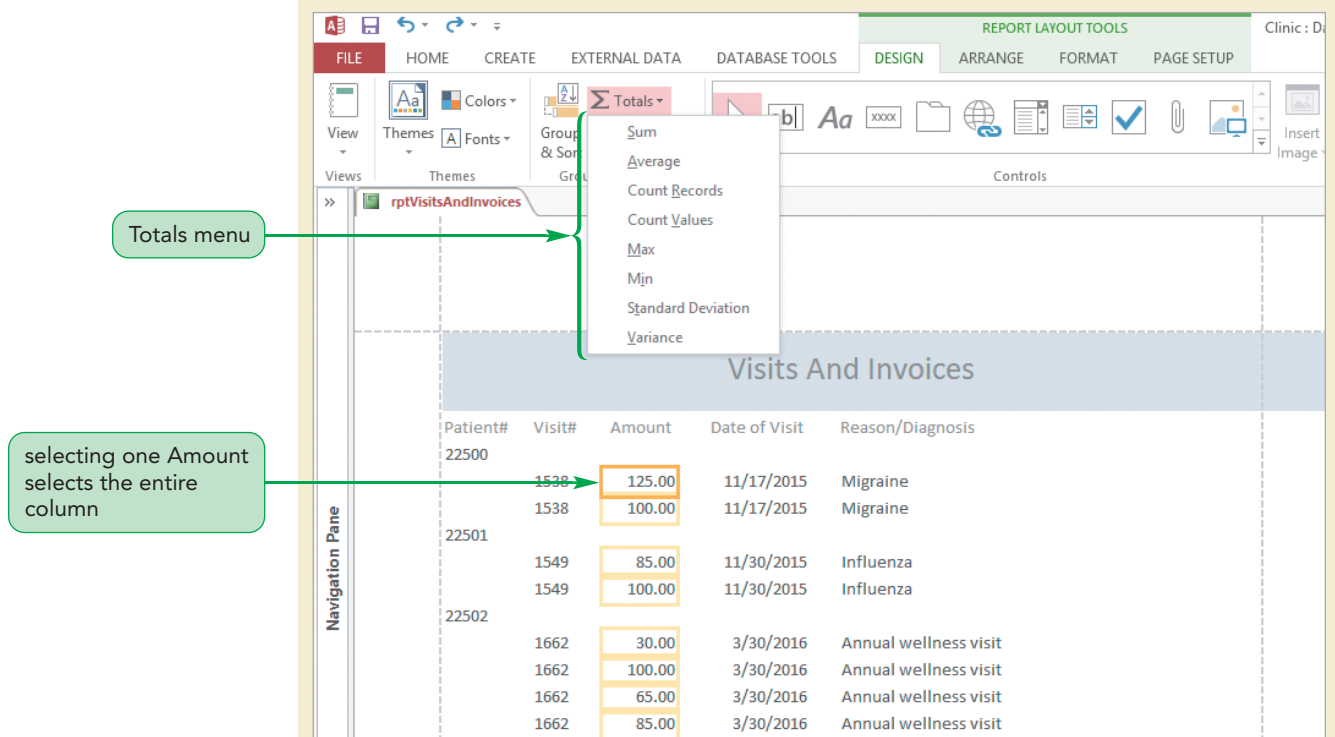 REPORT LAYOUT TOOLS
Clinic : Da
FILE HOME CREATE EXTERNAL DATA DATABASE TOOLS DESIGN ARRANGE FORMAT PAGE SETUP
View
Views
Aa
Themes
Colors
A Fonts
Themes
Group
& Sort
Grou
Σ Totals
Sum
Average
Count Records
Count Values
Max
Min
Standard Deviation
Variance
ab
Aa
xxxx
Controls
Insert
Image
rptVisitsAndInvoices
Totals menu
Navigation Pane
Visits And Invoices
Patient# Visit# Amount Date of Visit Reason/Diagnosis
22500
selecting one Amount
selects the entire
column
1538 125.00 11/17/2015 Migraine
1538 100.00 11/17/2015 Migraine
22501
1549 85.00 11/30/2015 Influenza
1549 100.00 11/30/2015 Influenza
22502
1662 30.00 3/30/2016 Annual wellness visit
1662 100.00 3/30/2016 Annual wellness visit
1662 65.00 3/30/2016 Annual wellness visit
1662 85.00 3/30/2016 Annual wellness visit